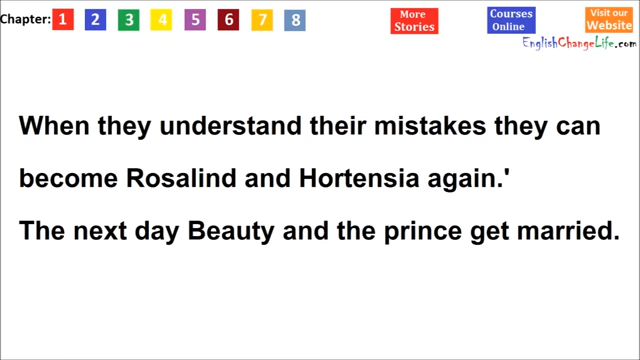 Chapter: 1 2 3 4 5 6 7 8
More Stories
Courses Online
Visit our Website
EnglishChangeLife.com
When they understand their mistakes they can
become Rosalind and Hortensia again.'
The next day Beauty and the prince get married.